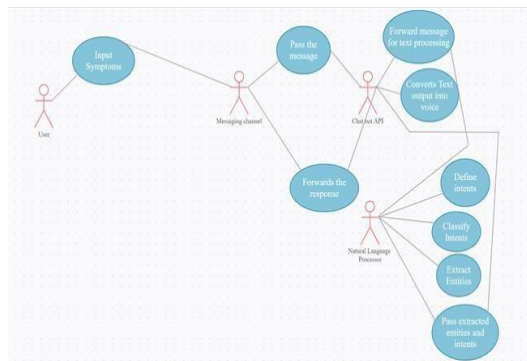 Input
Symptoms
User
Messaging channel
Pass the
message
Forwards the
response
Chat bot API
Forward message
for text processing
Converts Text
output into
voice
Natural Language
Processor
Define
intents
Classify
Intents
Extract
Entities
Pass extracted
entities and
intents